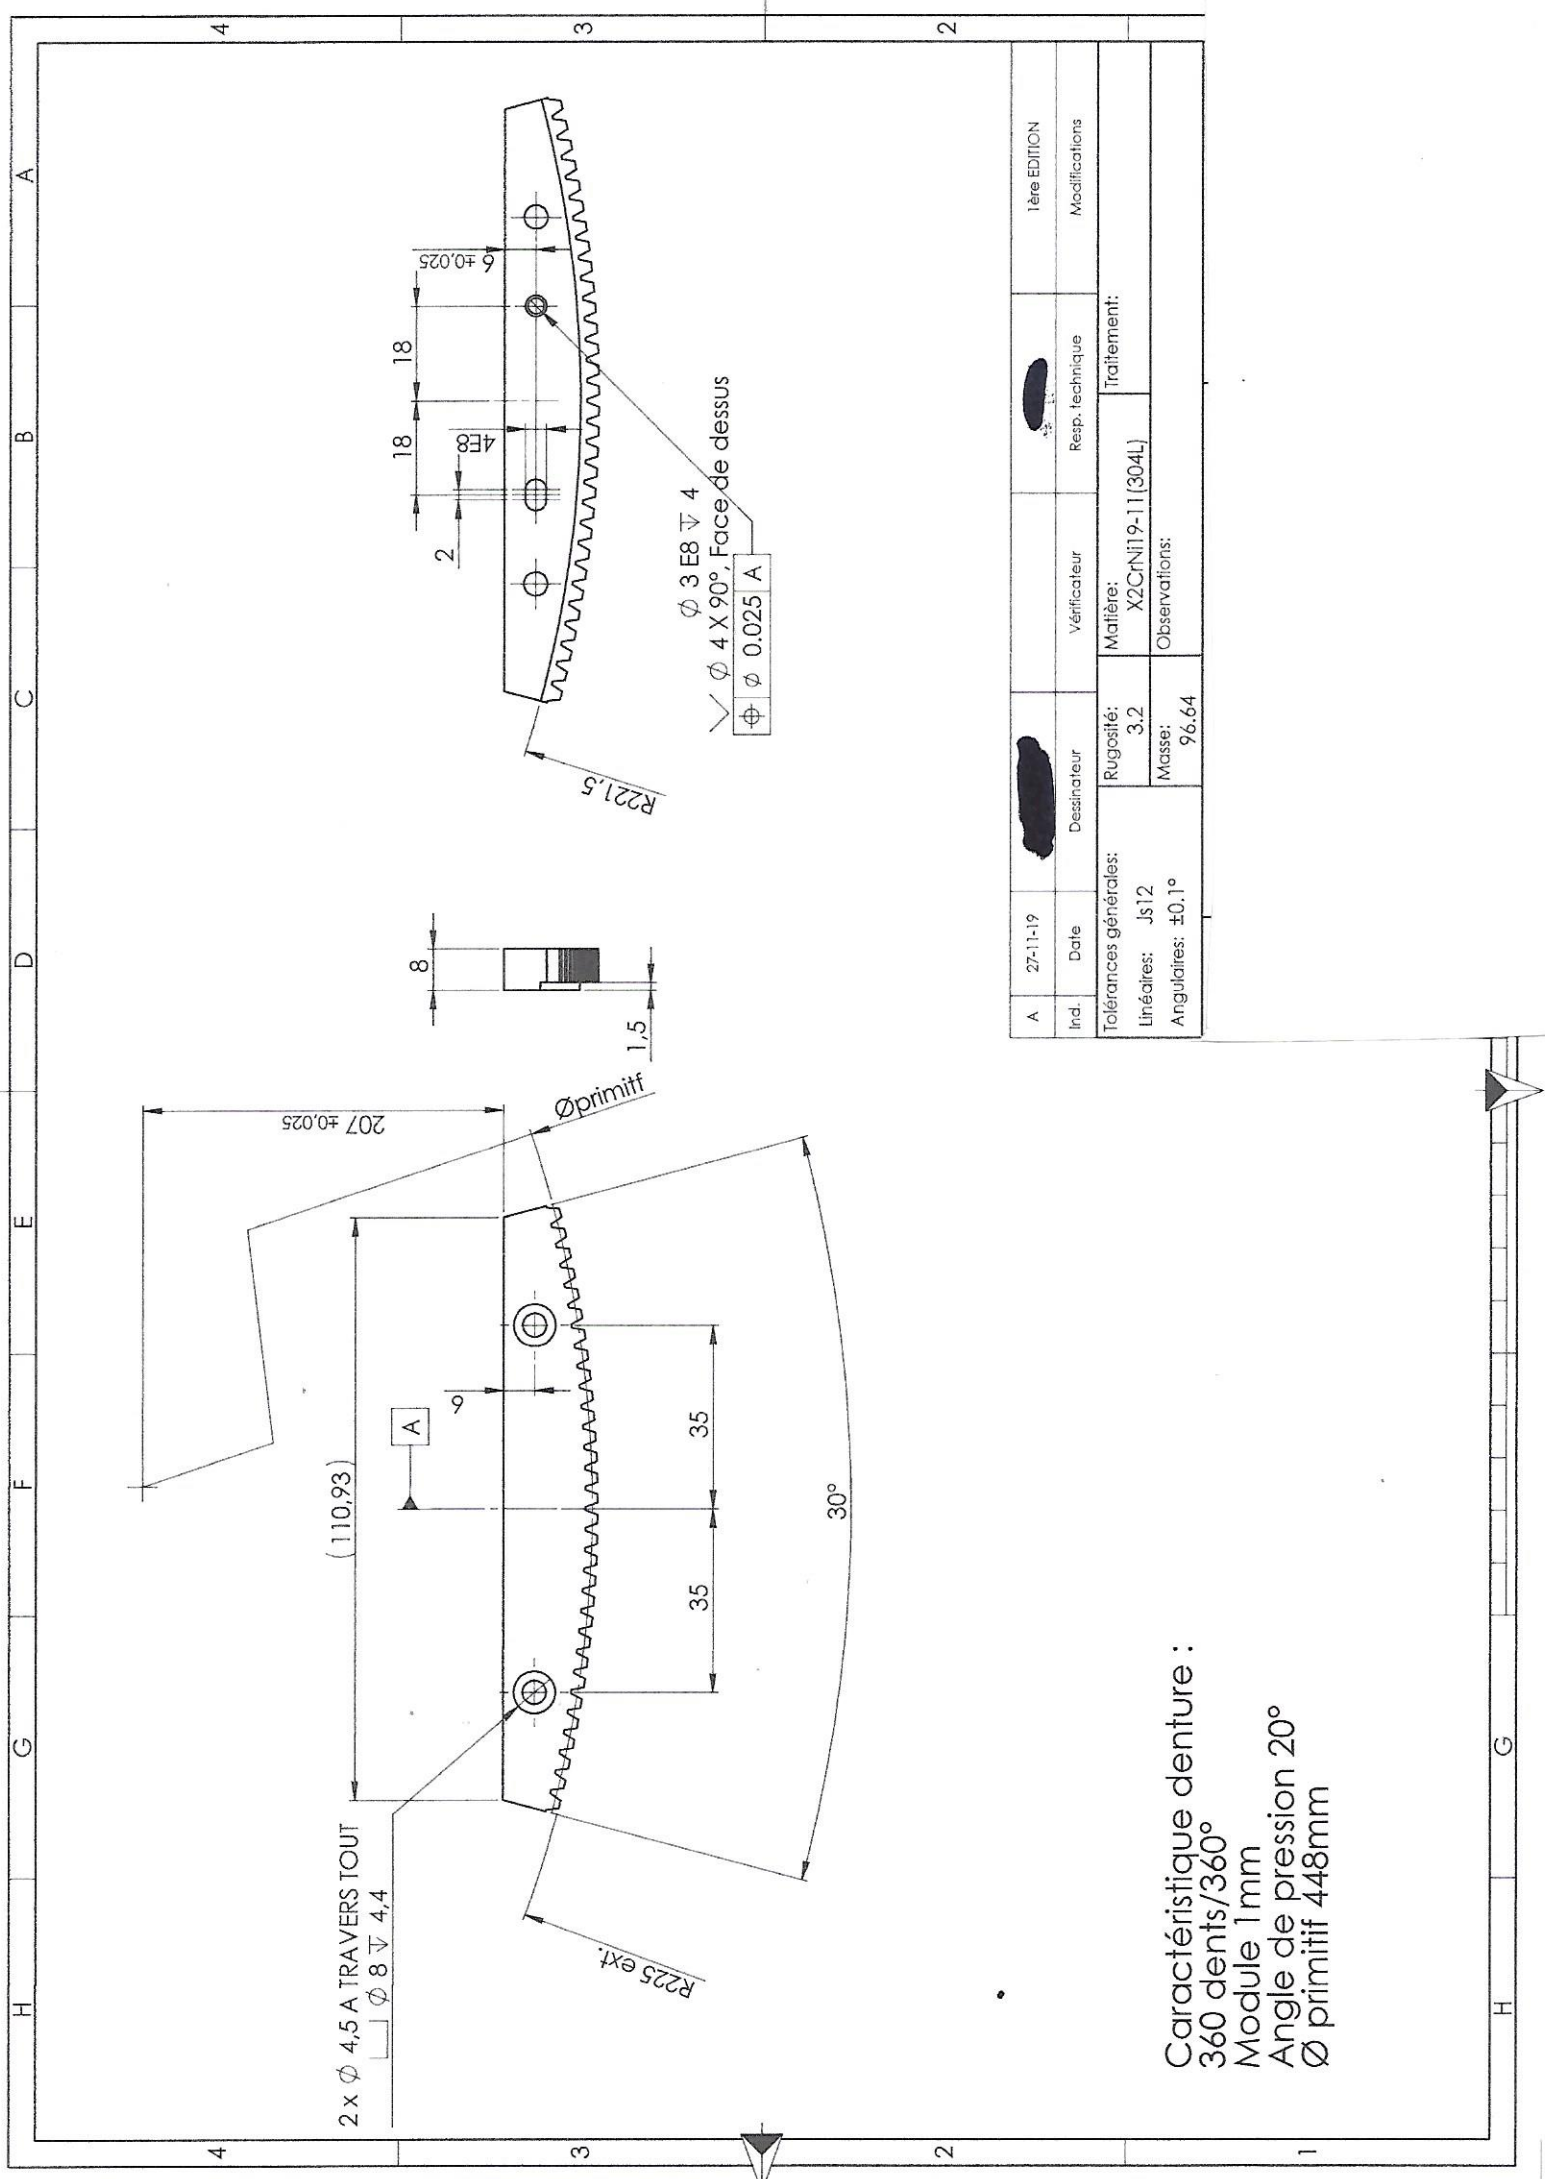 H
G
F
E
D
C
B
A
4
4
2 x Ø 4,5 A TRAVERS TOUT
⌴ Ø 8 ↧ 4,4
(110,93)
207 ±0,025
A
6
Øprimitf
R225 ext.
35
35
30°
8
1,5
18
18
2
4E8
6 ±0,025
R221,5
Ø 3 E8 ↧ 4
⌵ Ø 4 X 90°, Face de dessus
⌖ Ø 0.025 A
3
3
2
2
1
Caractéristique denture :
360 dents/360°
Module 1mm
Angle de pression 20°
Ø primitif 448mm
A
27-11-19
1ère EDITION
Ind.
Date
Dessinateur
Vérificateur
Resp. technique
Modifications
Tolérances générales:
Linéaires: Js12
Angulaires: ±0.1°
Rugosité:
3.2
Matière:
X2CrNi19-11(304L)
Traitement:
Masse:
96.64
Observations:
H
G